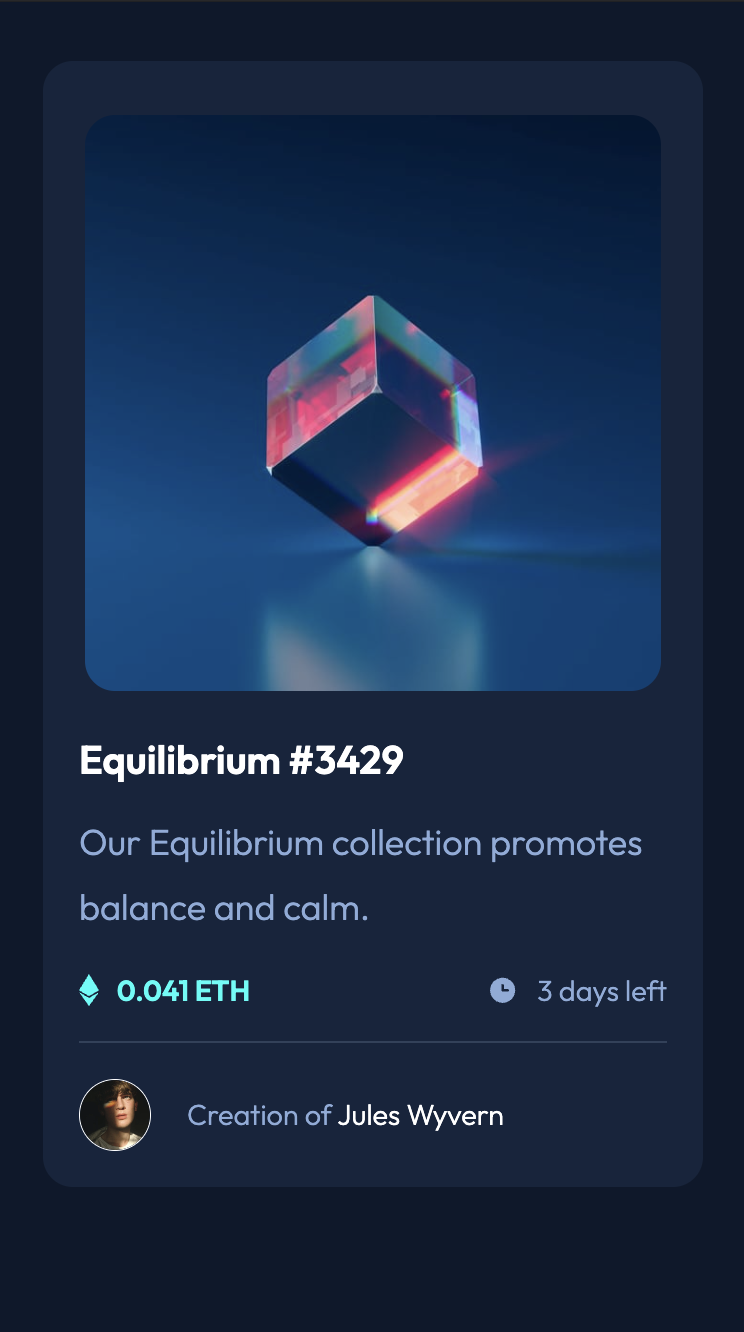 Equilibrium #3429
Our Equilibrium collection promotes
balance and calm.
0.041 ETH
3 days left
Creation of Jules Wyvern